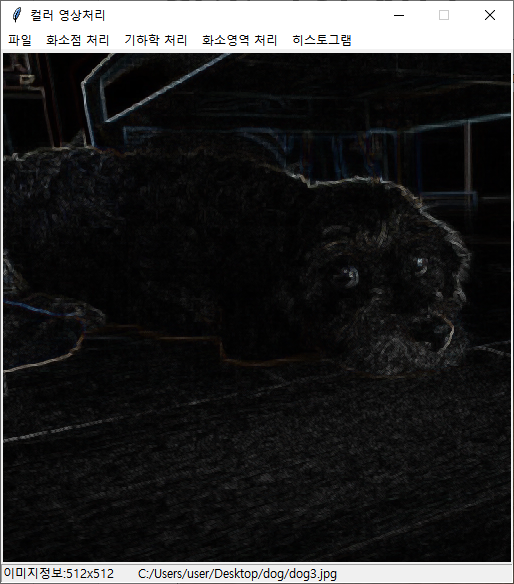 컬러 영상처리
파일 화소점 처리 기하학 처리 화소영역 처리 히스토그램
이미지정보:512x512 C:/Users/user/Desktop/dog/dog3.jpg